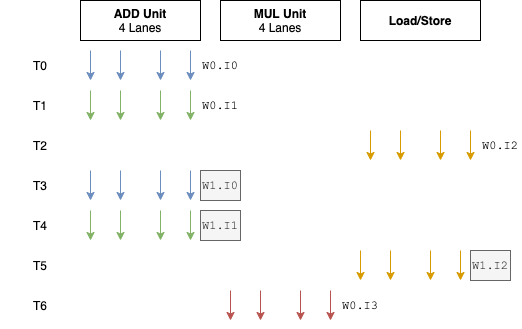 ADD Unit
4 Lanes
MUL Unit
4 Lanes
Load/Store
T0
W0.I0
T1
W0.I1
T2
W0.I2
T3
W1.I0
T4
W1.I1
T5
W1.I2
T6
W0.I3